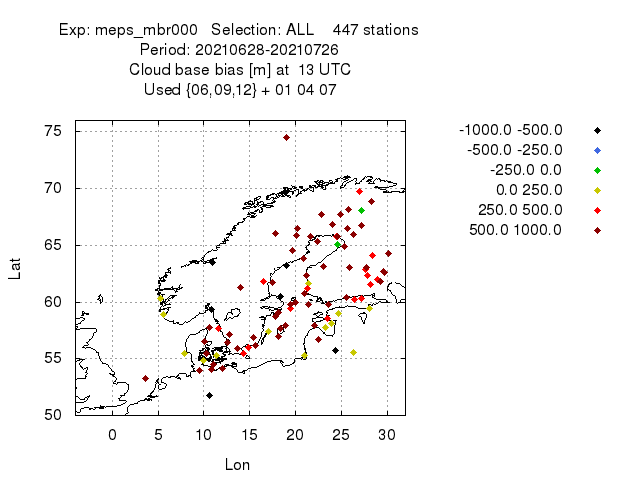 Exp: meps_mbr000   Selection: ALL    447 stations
Period: 20210628-20210726
Cloud base bias [m] at  13 UTC
Used {06,09,12} + 01 04 07
-1000.0 -500.0
-500.0 -250.0
-250.0 0.0
0.0 250.0
250.0 500.0
500.0 1000.0
75
70
65
60
55
50
Lat
0 5 10 15 20 25 30
Lon